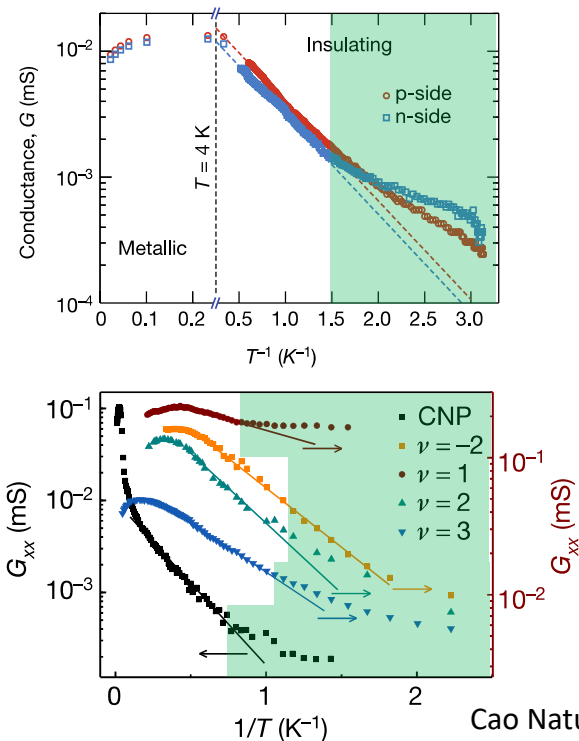 10⁻²
10⁻³
10⁻⁴
Conductance, G (mS)
Insulating
p-side
n-side
T = 4 K
Metallic
0 0.1 0.2 0.5 1.0 1.5 2.0 2.5 3.0
T⁻¹ (K⁻¹)
10⁻¹
10⁻²
10⁻³
Gxx (mS)
CNP
ν = −2
ν = 1
ν = 2
ν = 3
10⁻¹
10⁻²
Gxx (mS)
0 1 2
1/T (K⁻¹)
Cao Natu